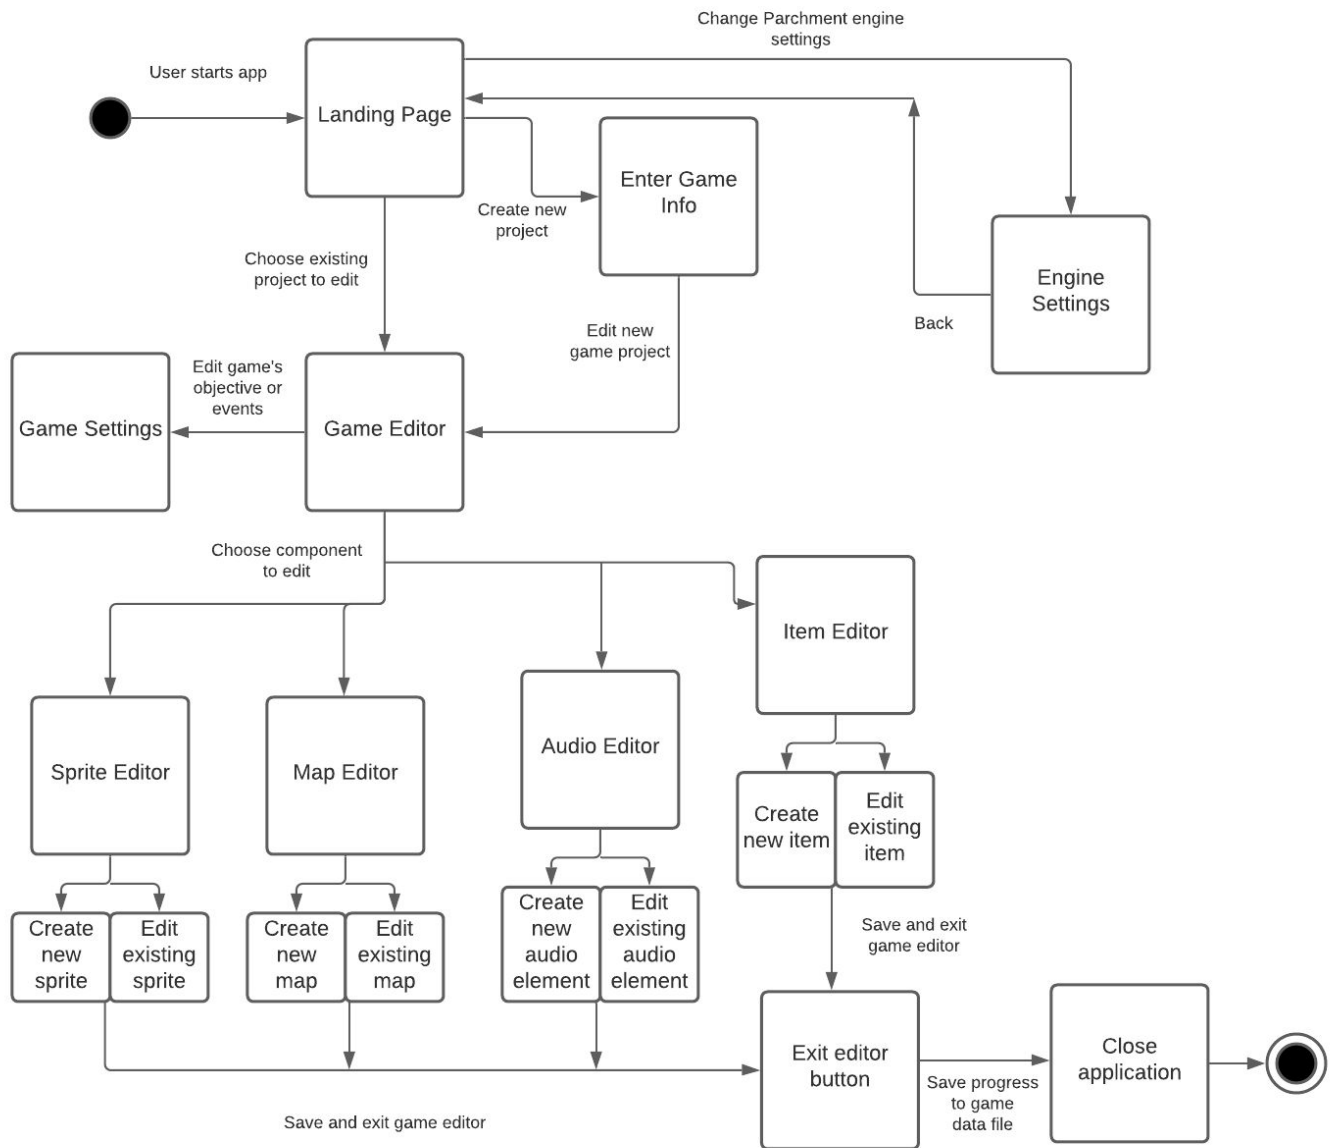 Change Parchment engine
settings
User starts app
Landing Page
Enter Game
Info
Create new
project
Choose existing
project to edit
Engine
Settings
Back
Edit new
game project
Edit game's
objective or
events
Game Settings
Game Editor
Choose component
to edit
Item Editor
Sprite Editor
Map Editor
Audio Editor
Create
new item
Edit
existing
item
Create
new
sprite
Edit
existing
sprite
Create
new
map
Edit
existing
map
Create
new
audio
element
Edit
existing
audio
element
Save and exit
game editor
Exit editor
button
Close
application
Save progress
to game
data file
Save and exit game editor